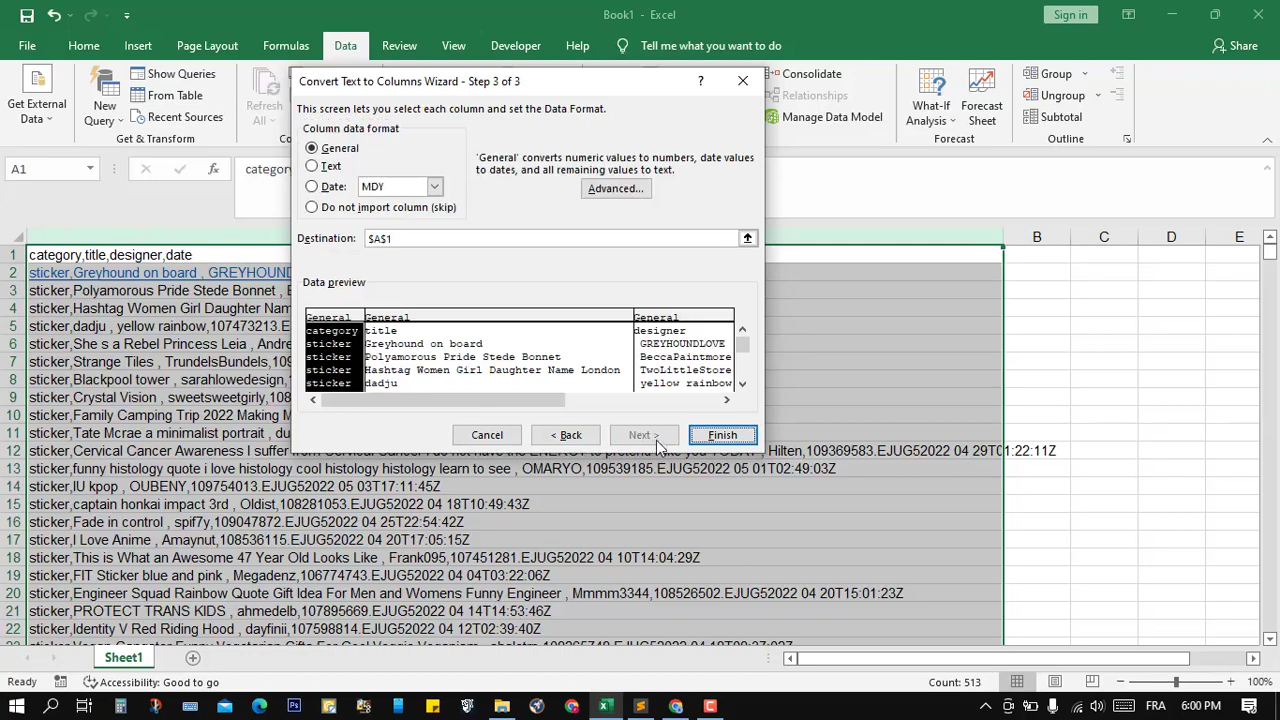 Book1 - Excel
Sign in
File Home Insert Page Layout Formulas Data Review View Developer Help Tell me what you want to do Share
Get External
Data
New
Query
Show Queries
From Table
Recent Sources
Get & Transform
Refresh
All
Consolidate
Relationships
Manage Data Model
What-If
Analysis
Forecast
Sheet
Forecast
Group
Ungroup
Subtotal
Outline
A1
category
Convert Text to Columns Wizard - Step 3 of 3
This screen lets you select each column and set the Data Format.
Column data format
General
Text
Date: MDY
Do not import column (skip)
'General' converts numeric values to numbers, date values
to dates, and all remaining values to text.
Advanced...
Destination: $A$1
Data preview
General General General
category title designer
sticker Greyhound on board GREYHOUNDLOVE
sticker Polyamorous Pride Stede Bonnet BeccaPaintmore
sticker Hashtag Women Girl Daughter Name London TwoLittleStore
sticker dadju yellow rainbow
Cancel < Back Next > Finish
B C D E
1 category,title,designer,date
2 sticker,Greyhound on board , GREYHOUND
3 sticker,Polyamorous Pride Stede Bonnet ,
4 sticker,Hashtag Women Girl Daughter Name
5 sticker,dadju , yellow rainbow,107473213.E
6 sticker,She s a Rebel Princess Leia , Andre
7 sticker,Strange Tiles , TrundelsBundels,
8 sticker,Blackpool tower , sarahlowedesign,
9 sticker,Crystal Vision , sweetsweetgirly,108
10 sticker,Family Camping Trip 2022 Making M
11 sticker,Tate Mcrae a minimalist portrait , du
12 sticker,Cervical Cancer Awareness I suffer from , Hilten,109369583.EJUG52022 04 29T01:22:11Z
13 sticker,funny histology quote i love histology cool histology histology learn to see , OMARYO,109539185.EJUG52022 05 01T02:49:03Z
14 sticker,IU kpop , OUBENY,109754013.EJUG52022 05 03T17:11:45Z
15 sticker,captain honkai impact 3rd , Oldist,108281053.EJUG52022 04 18T10:49:43Z
16 sticker,Fade in control , spif7y,109047872.EJUG52022 04 25T22:54:42Z
17 sticker,I Love Anime , Amaynut,108536115.EJUG52022 04 20T17:05:15Z
18 sticker,This is What an Awesome 47 Year Old Looks Like , Frank095,107451281.EJUG52022 04 10T14:04:29Z
19 sticker,FIT Sticker blue and pink , Megadenz,106774743.EJUG52022 04 04T03:22:06Z
20 sticker,Engineer Squad Rainbow Quote Gift Idea For Men and Womens Funny Engineer , Mmmm3344,108526502.EJUG52022 04 20T15:01:23Z
21 sticker,PROTECT TRANS KIDS , ahmedelb,107895669.EJUG52022 04 14T14:53:46Z
22 sticker,Identity V Red Riding Hood , dayfinii,107598814.EJUG52022 04 12T02:39:40Z
Sheet1
Ready Accessibility: Good to go Count: 513 100%
FRA 6:00 PM